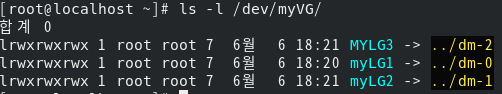 [root@localhost ~]# ls -l /dev/myVG/
합계 0
lrwxrwxrwx 1 root root 7  6월  6 18:21 MYLG3 -> ../dm-2
lrwxrwxrwx 1 root root 7  6월  6 18:20 myLG1 -> ../dm-0
lrwxrwxrwx 1 root root 7  6월  6 18:21 myLG2 -> ../dm-1